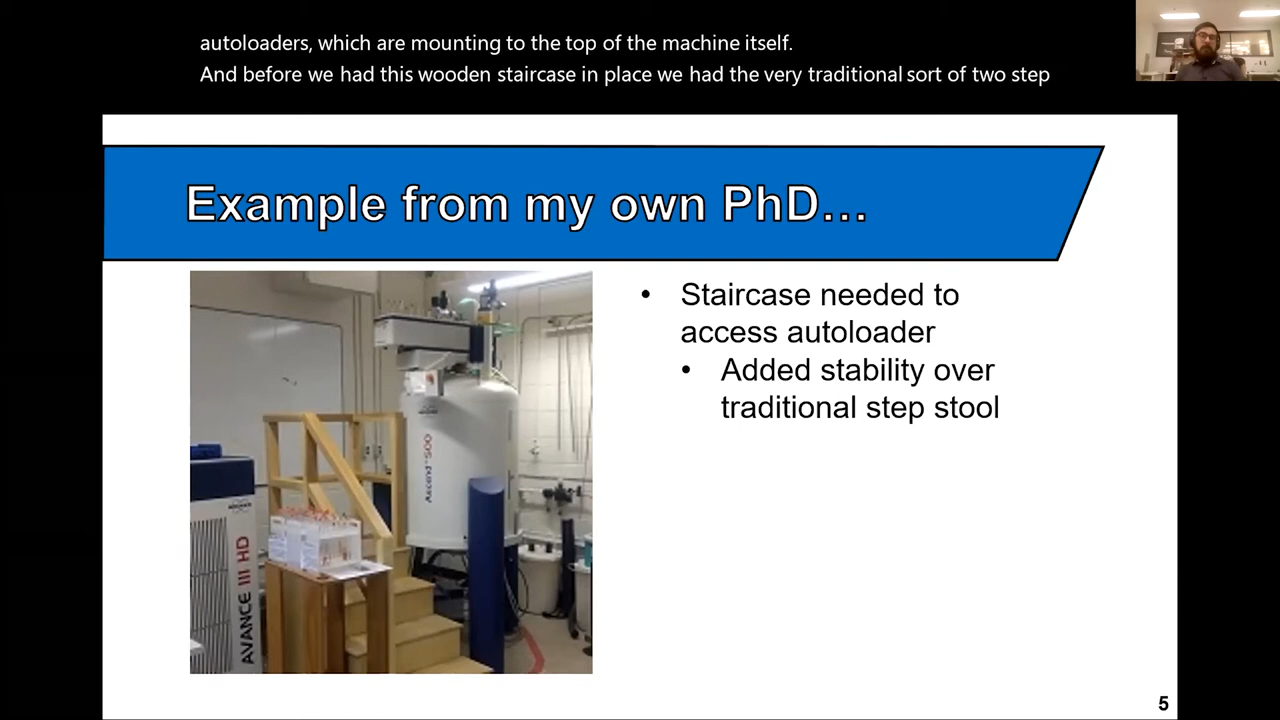 autoloaders, which are mounting to the top of the machine itself.
And before we had this wooden staircase in place we had the very traditional sort of two step
Example from my own PhD...
• Staircase needed to
access autoloader
• Added stability over
traditional step stool
Ascend 500
AVANCE III HD
5